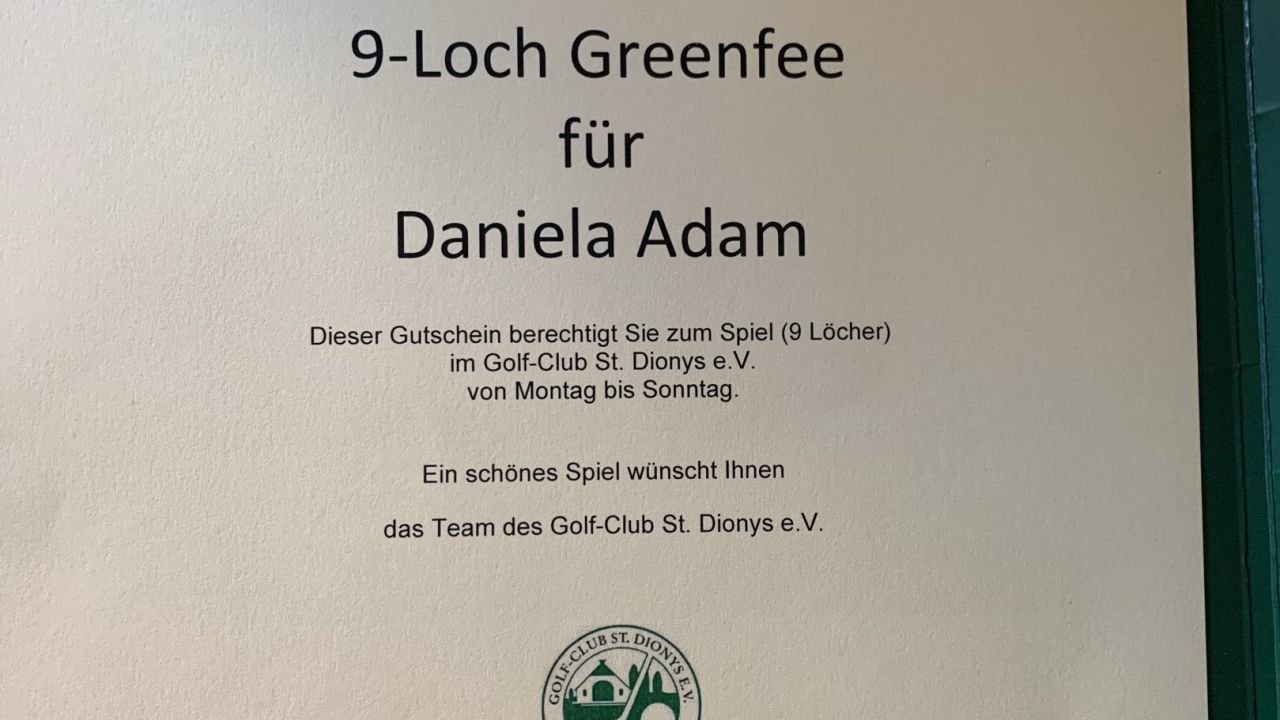 9-Loch Greenfee
für
Daniela Adam
Dieser Gutschein berechtigt Sie zum Spiel (9 Löcher)
im Golf-Club St. Dionys e.V.
von Montag bis Sonntag.
Ein schönes Spiel wünscht Ihnen
das Team des Golf-Club St. Dionys e.V.
GOLF-CLUB ST. DIONYS E.V.